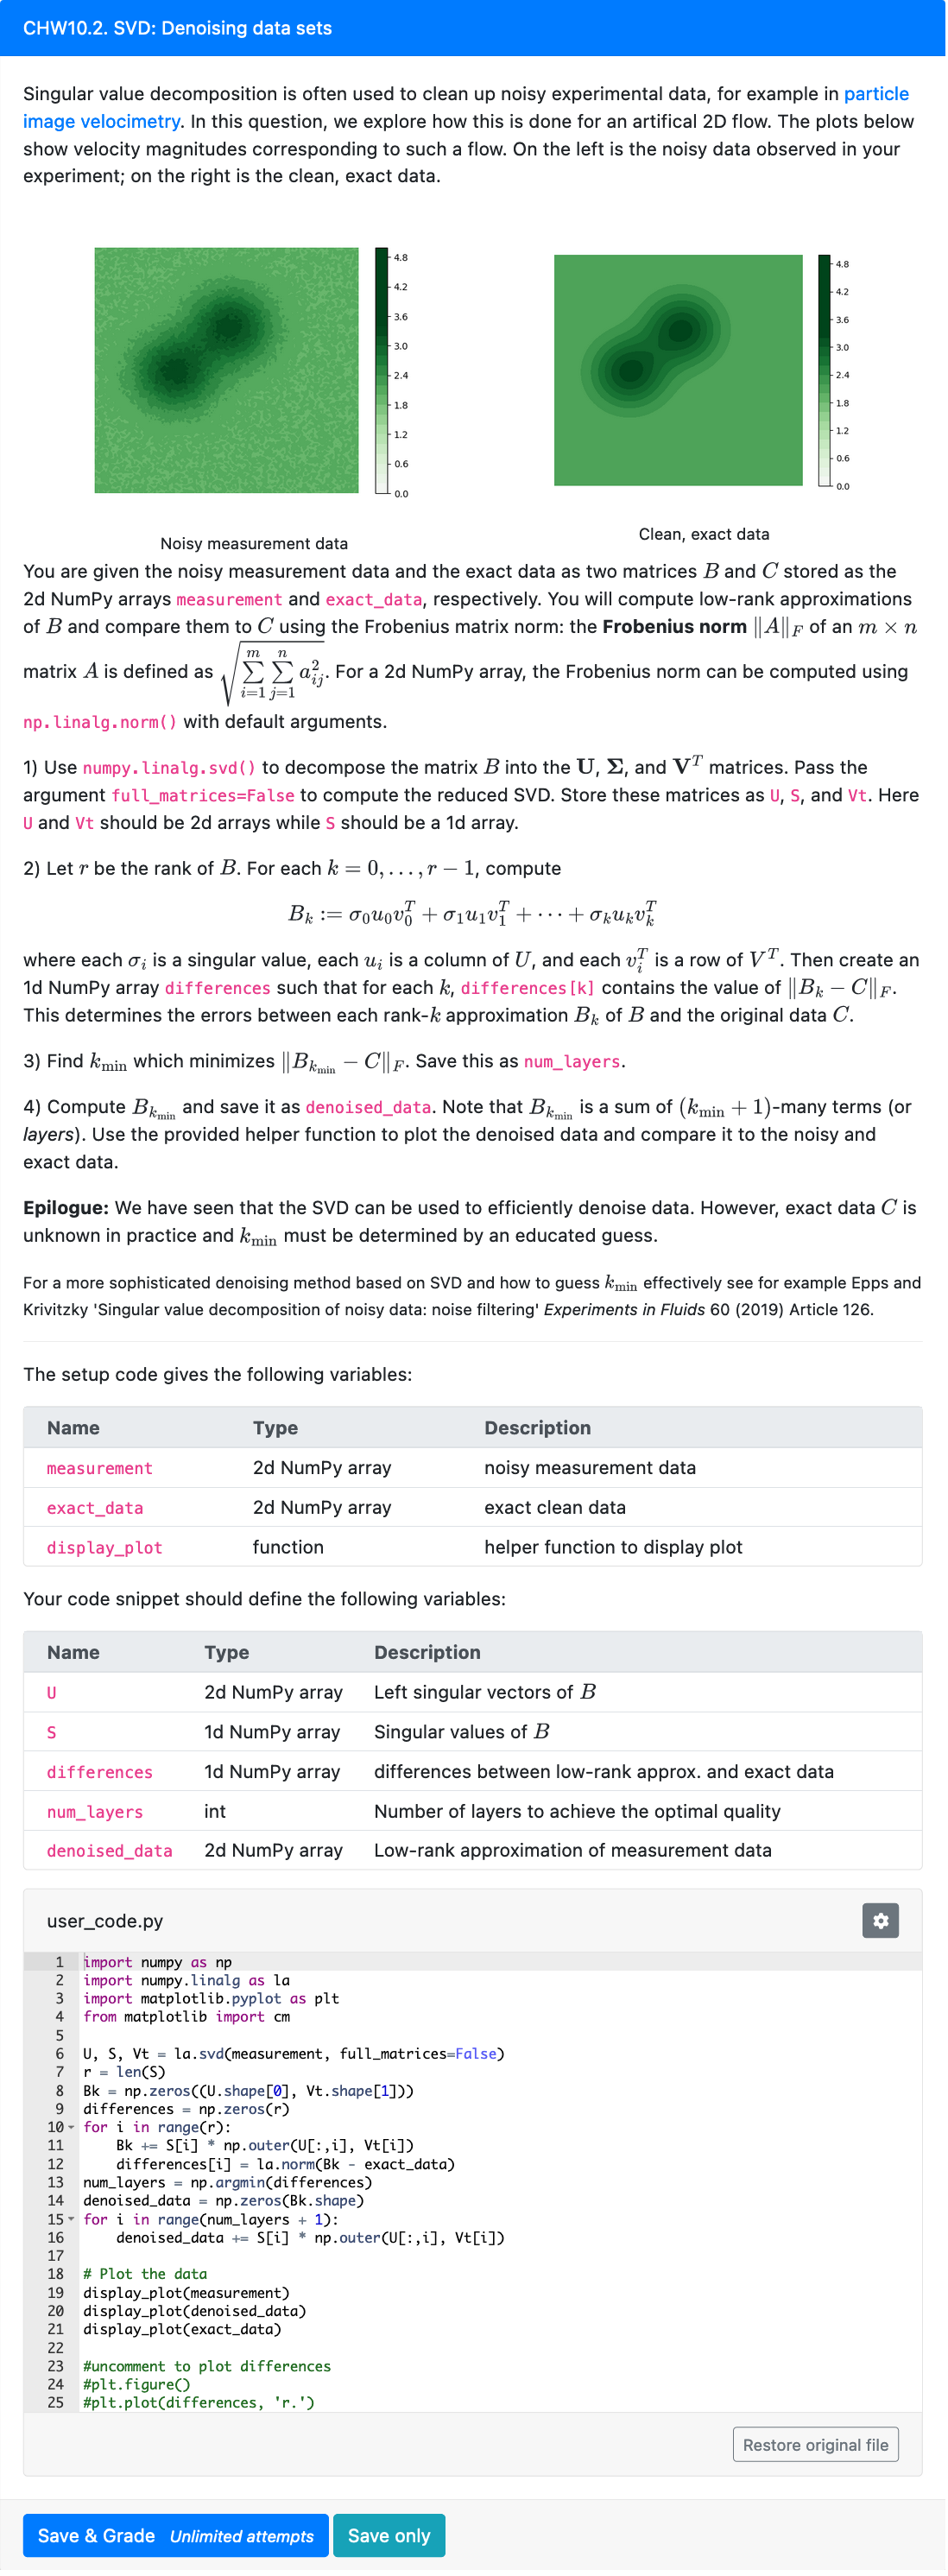 CHW10.2. SVD: Denoising data sets
Singular value decomposition is often used to clean up noisy experimental data, for example in particle
image velocimetry. In this question, we explore how this is done for an artifical 2D flow. The plots below
show velocity magnitudes corresponding to such a flow. On the left is the noisy data observed in your
experiment; on the right is the clean, exact data.
4.8
4.2
3.6
3.0
2.4
1.8
1.2
0.6
0.0
Noisy measurement data
4.8
4.2
3.6
3.0
2.4
1.8
1.2
0.6
0.0
Clean, exact data
You are given the noisy measurement data and the exact data as two matrices B and C stored as the
2d NumPy arrays measurement and exact_data, respectively. You will compute low-rank approximations
of B and compare them to C using the Frobenius matrix norm: the Frobenius norm ||A||_F of an m × n
matrix A is defined as \sqrt{\sum_{i=1}^{m} \sum_{j=1}^{n} a_{ij}^2}. For a 2d NumPy array, the Frobenius norm can be computed using
np.linalg.norm() with default arguments.
1) Use numpy.linalg.svd() to decompose the matrix B into the U, Σ, and V^T matrices. Pass the
argument full_matrices=False to compute the reduced SVD. Store these matrices as U, S, and Vt. Here
U and Vt should be 2d arrays while S should be a 1d array.
2) Let r be the rank of B. For each k = 0, . . . , r − 1, compute
B_k := σ_0 u_0 v_0^T + σ_1 u_1 v_1^T + · · · + σ_k u_k v_k^T
where each σ_i is a singular value, each u_i is a column of U, and each v_i^T is a row of V^T. Then create an
1d NumPy array differences such that for each k, differences[k] contains the value of ||B_k − C||_F.
This determines the errors between each rank-k approximation B_k of B and the original data C.
3) Find k_min which minimizes ||B_{k_min} − C||_F. Save this as num_layers.
4) Compute B_{k_min} and save it as denoised_data. Note that B_{k_min} is a sum of (k_min + 1)-many terms (or
layers). Use the provided helper function to plot the denoised data and compare it to the noisy and
exact data.
Epilogue: We have seen that the SVD can be used to efficiently denoise data. However, exact data C is
unknown in practice and k_min must be determined by an educated guess.
For a more sophisticated denoising method based on SVD and how to guess k_min effectively see for example Epps and
Krivitzky 'Singular value decomposition of noisy data: noise filtering' Experiments in Fluids 60 (2019) Article 126.
The setup code gives the following variables:
Name Type Description
measurement 2d NumPy array noisy measurement data
exact_data 2d NumPy array exact clean data
display_plot function helper function to display plot
Your code snippet should define the following variables:
Name Type Description
U 2d NumPy array Left singular vectors of B
S 1d NumPy array Singular values of B
differences 1d NumPy array differences between low-rank approx. and exact data
num_layers int Number of layers to achieve the optimal quality
denoised_data 2d NumPy array Low-rank approximation of measurement data
user_code.py
1 import numpy as np
2 import numpy.linalg as la
3 import matplotlib.pyplot as plt
4 from matplotlib import cm
5
6 U, S, Vt = la.svd(measurement, full_matrices=False)
7 r = len(S)
8 Bk = np.zeros((U.shape[0], Vt.shape[1]))
9 differences = np.zeros(r)
10 for i in range(r):
11     Bk += S[i] * np.outer(U[:,i], Vt[i])
12     differences[i] = la.norm(Bk - exact_data)
13 num_layers = np.argmin(differences)
14 denoised_data = np.zeros(Bk.shape)
15 for i in range(num_layers + 1):
16     denoised_data += S[i] * np.outer(U[:,i], Vt[i])
17
18 # Plot the data
19 display_plot(measurement)
20 display_plot(denoised_data)
21 display_plot(exact_data)
22
23 #uncomment to plot differences
24 #plt.figure()
25 #plt.plot(differences, 'r.')
Restore original file
Save & Grade Unlimited attempts
Save only